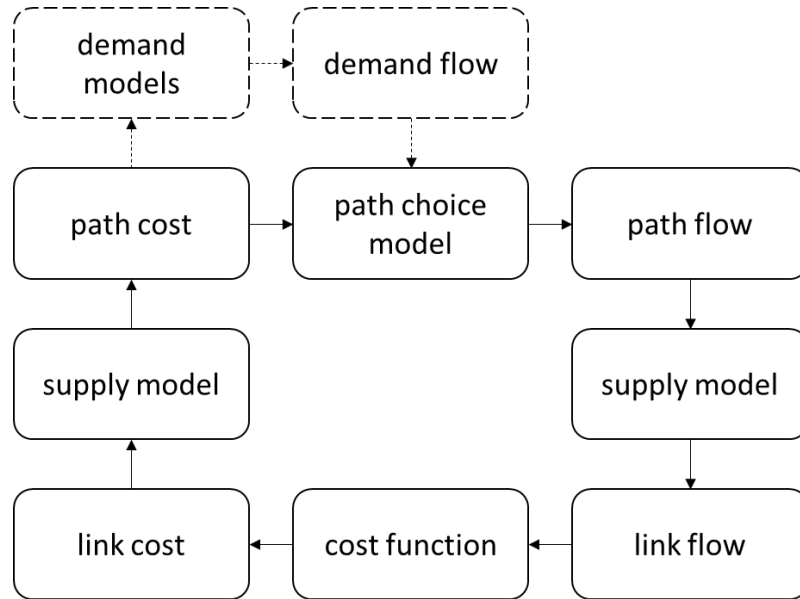 demand
models
demand flow
path cost
path choice
model
path flow
supply model
supply model
link cost
cost function
link flow